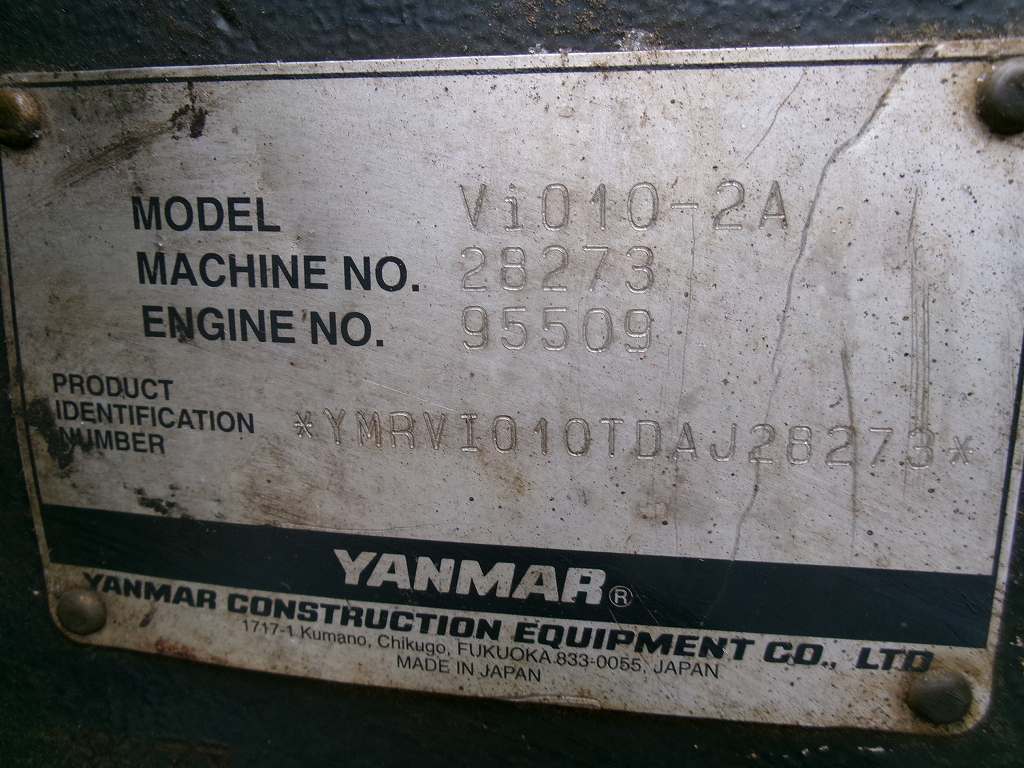 MODEL Vi010-2A
MACHINE NO. 28273
ENGINE NO. 95509
PRODUCT
IDENTIFICATION
NUMBER
*YMRVI010TDAJ28273*
YANMAR®
YANMAR CONSTRUCTION EQUIPMENT CO., LTD
1717-1 Kumano, Chikugo, FUKUOKA 833-0055, JAPAN
MADE IN JAPAN